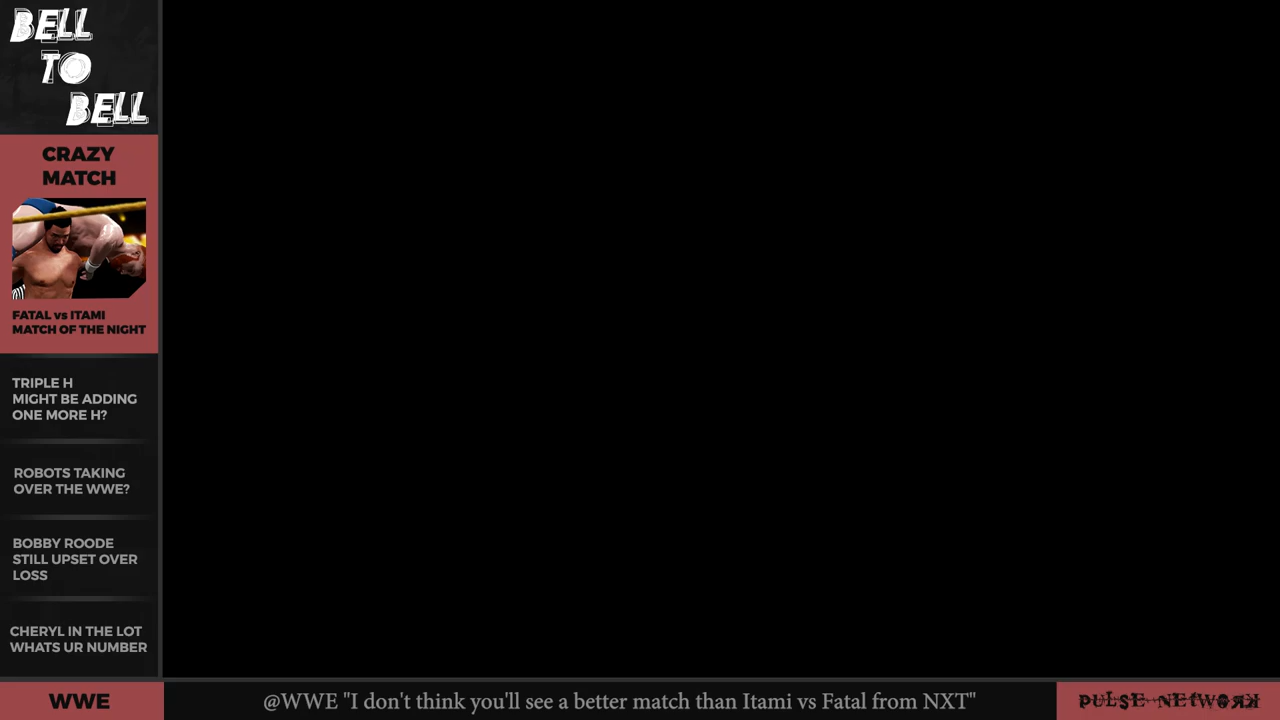 BELL
TO
BELL
CRAZY
MATCH
FATAL vs ITAMI
MATCH OF THE NIGHT
TRIPLE H
MIGHT BE ADDING
ONE MORE H?
ROBOTS TAKING
OVER THE WWE?
BOBBY ROODE
STILL UPSET OVER
LOSS
CHERYL IN THE LOT
WHATS UR NUMBER
WWE
@WWE "I don't think you'll see a better match than Itami vs Fatal from NXT"
PULSE NETWORK